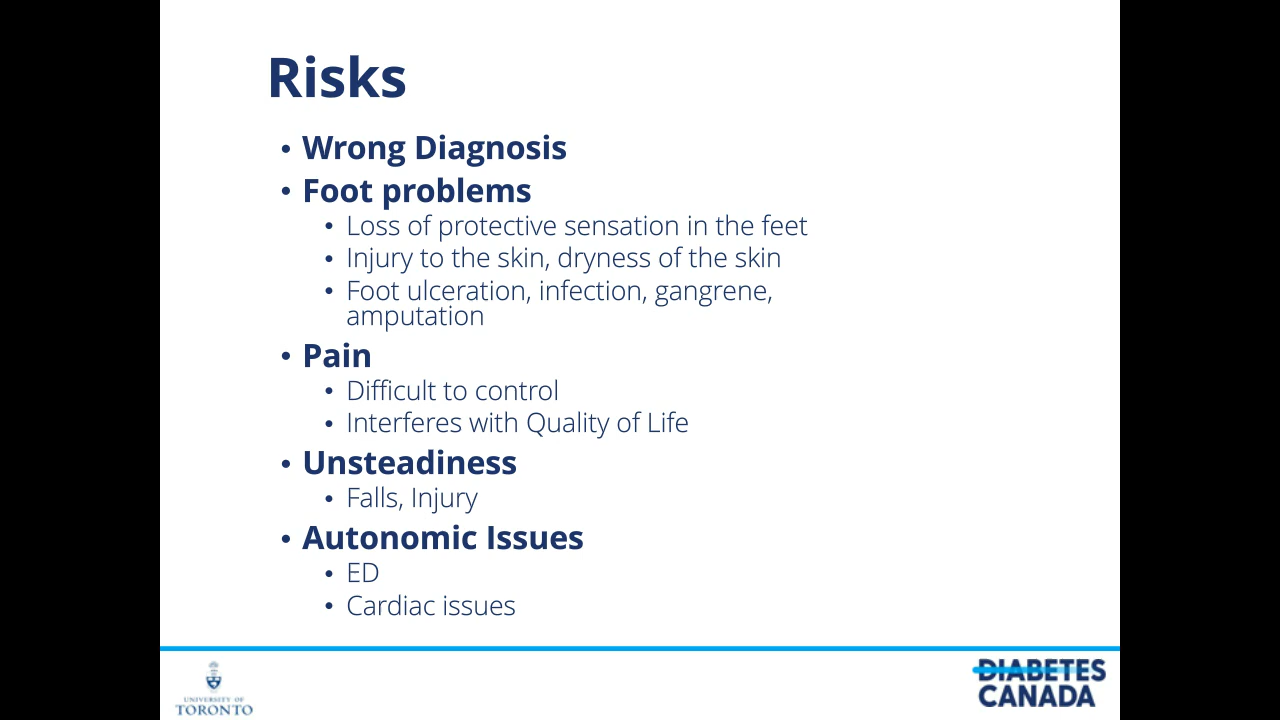 Risks
• Wrong Diagnosis
• Foot problems
• Loss of protective sensation in the feet
• Injury to the skin, dryness of the skin
• Foot ulceration, infection, gangrene,
amputation
• Pain
• Difficult to control
• Interferes with Quality of Life
• Unsteadiness
• Falls, Injury
• Autonomic Issues
• ED
• Cardiac issues
UNIVERSITY OF
TORONTO
DIABETES
CANADA